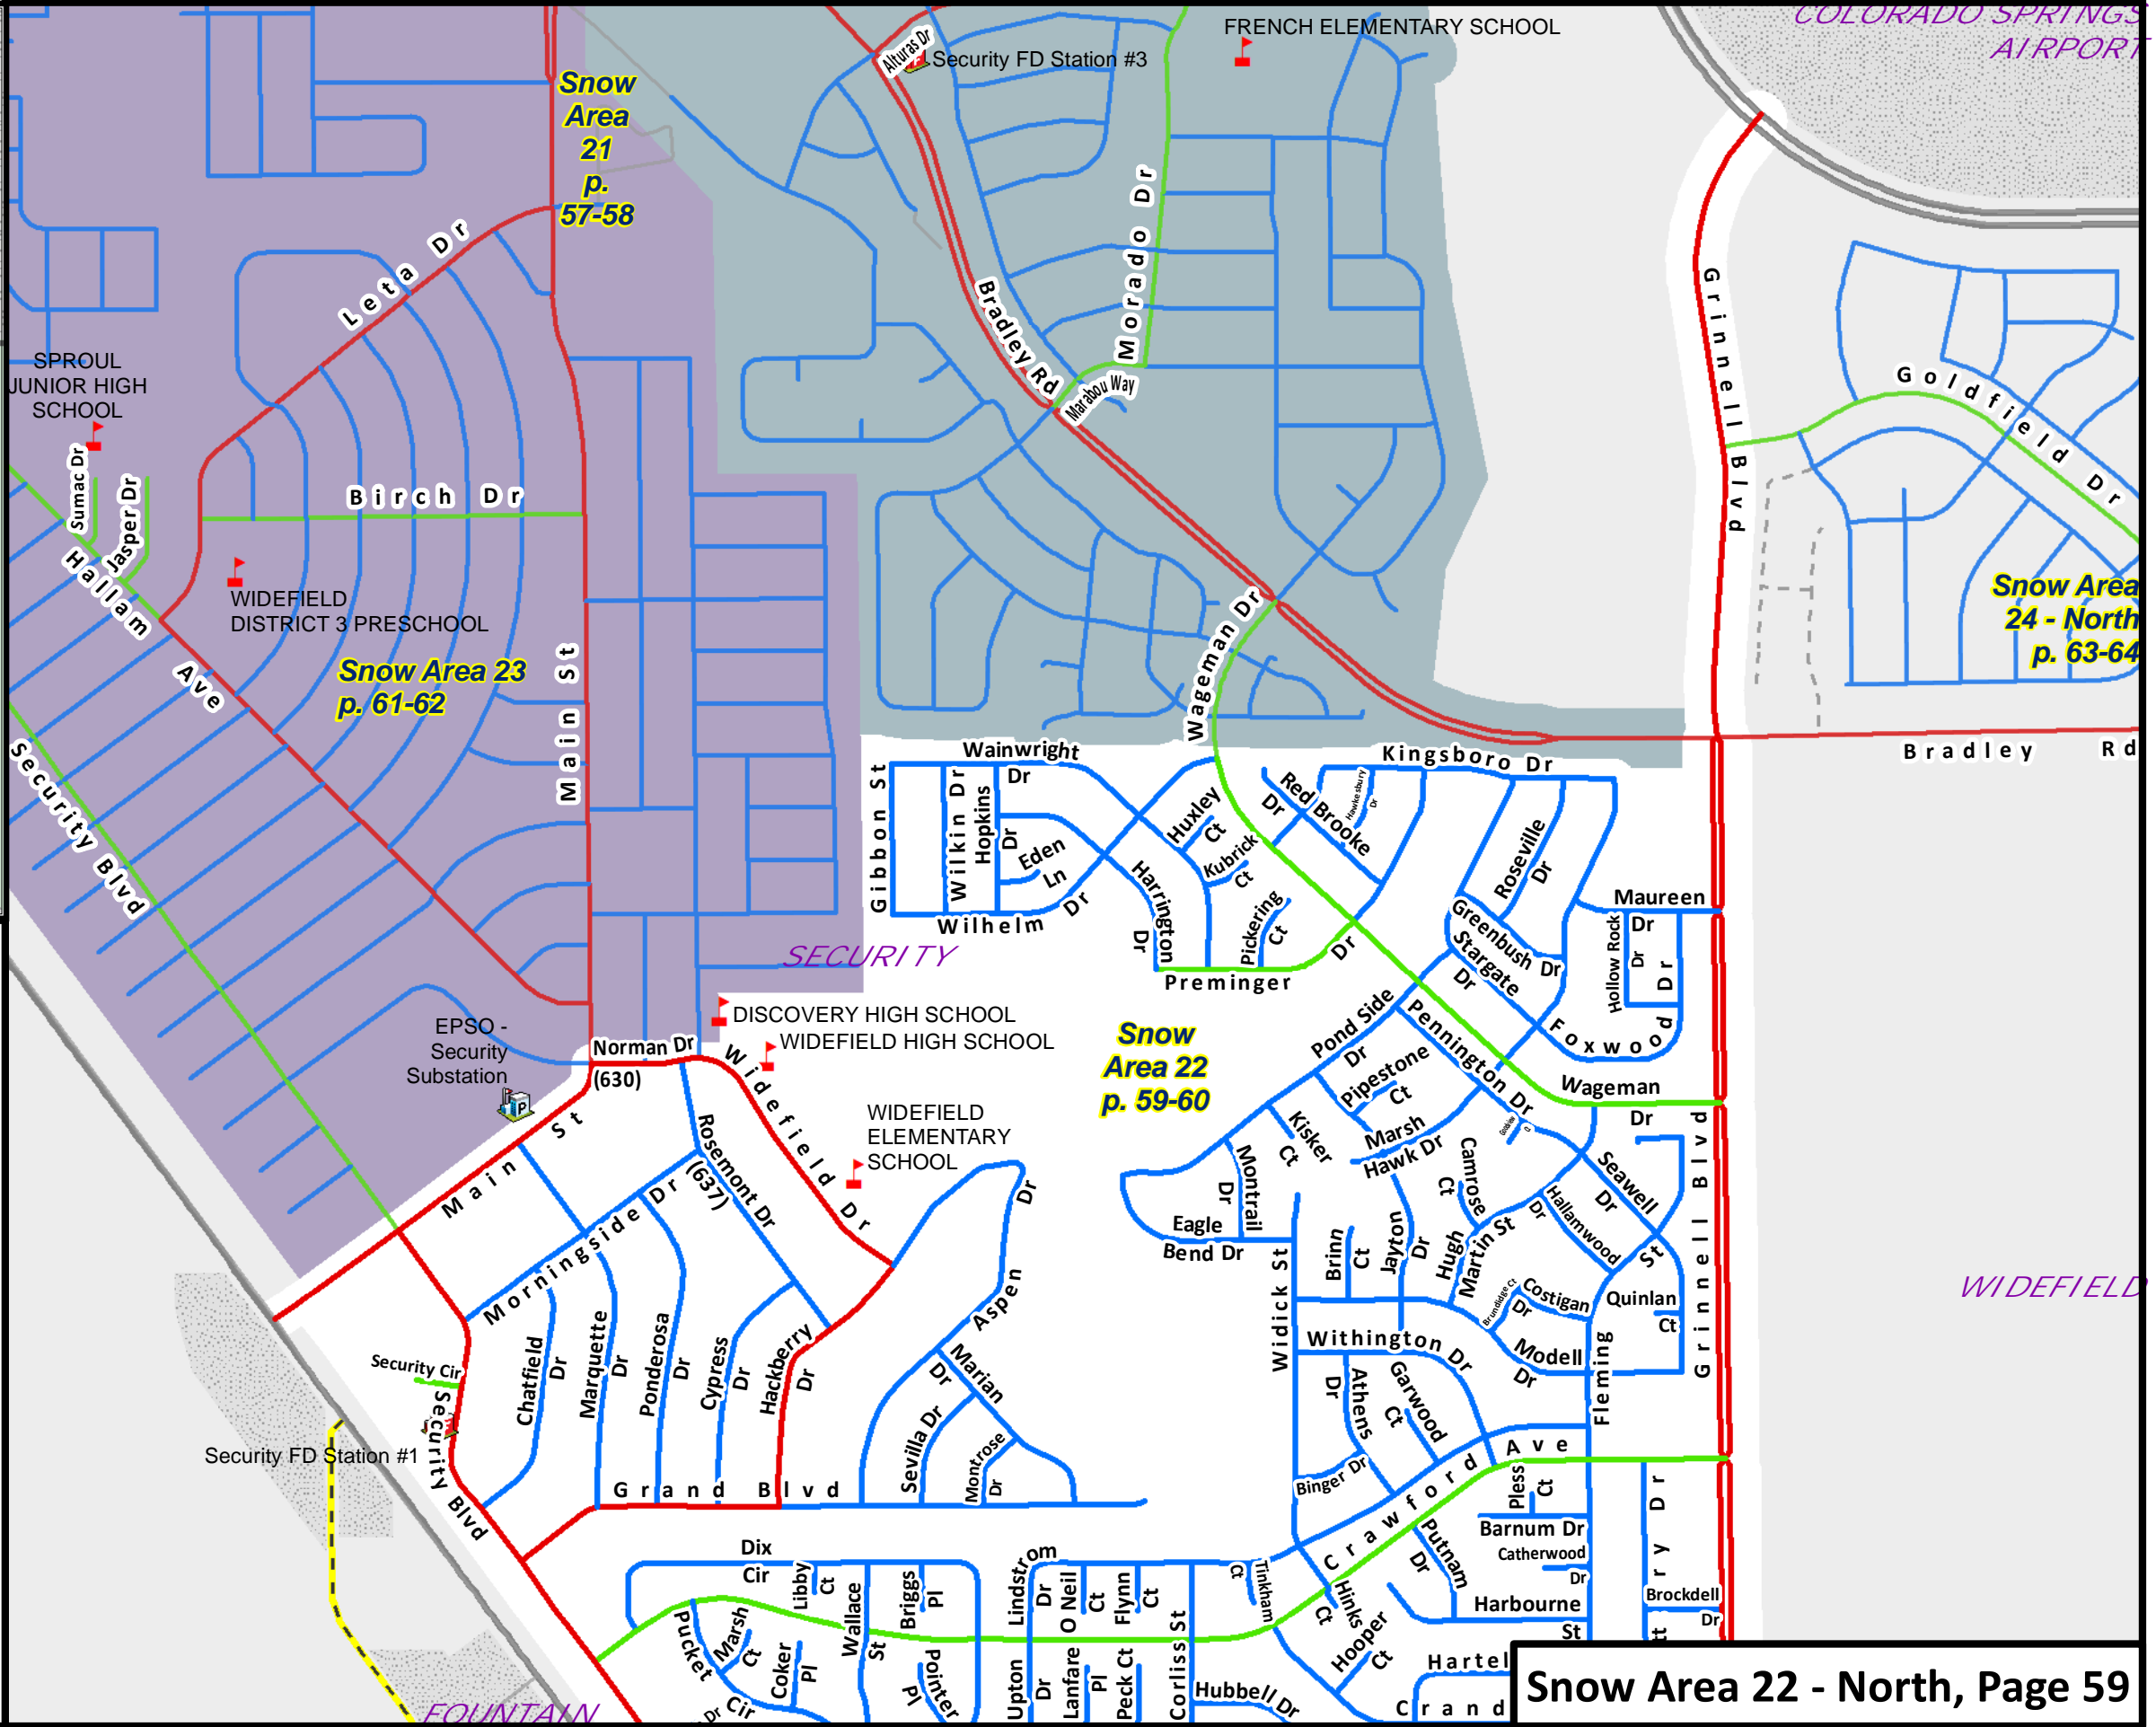 COLORADO SPRINGS
AIRPORT
FRENCH ELEMENTARY SCHOOL
Alturas Dr
Security FD Station #3
Snow
Area
21
p.
57-58
Leta Dr
Morado Dr
Bradley Rd
Marabou Way
Grinnell Blvd
Goldfield Dr
SPROUL
JUNIOR HIGH
SCHOOL
Sumac Dr
Jasper Dr
Birch Dr
Hallam Ave
WIDEFIELD
DISTRICT 3 PRESCHOOL
Snow Area 23
p. 61-62
Main St
Security Blvd
Wageman Dr
Snow Area
24 - North
p. 63-64
Bradley Rd
Wainwright Dr
Kingsboro Dr
Gibbon St
Wilkin Dr
Hopkins Dr
Eden Ln
Wilhelm Dr
Harrington Dr
Huxley Ct
Kubrick Ct
Pickering Ct
Preminger Dr
Red Brooke Dr
Hawkesbury Dr
Roseville Dr
Greenbush Dr
Stargate Dr
Maureen Dr
Hollow Rock Dr
Foxwood Dr
SECURITY
DISCOVERY HIGH SCHOOL
WIDEFIELD HIGH SCHOOL
EPSO -
Security
Substation
Norman Dr
(630)
Widefield Dr
WIDEFIELD
ELEMENTARY
SCHOOL
Snow
Area 22
p. 59-60
Pond Side Dr
Pennington Dr
Pipestone Ct
Marsh Hawk Dr
Kisker Ct
Montrail Dr
Eagle Bend Dr
Wageman Dr
Camrose Ct
Seawell Dr
Hallamwood Dr
Hugh Martin St
Jayton Dr
Brinn Ct
Widick St
Brundidge Ct
Costigan Dr
Quinlan Ct
Modell Dr
Fleming St
Grinnell Blvd
WIDEFIELD
Main St
Rosemont Dr
(637)
Morningside Dr
Chatfield Dr
Marquette Dr
Ponderosa Dr
Cypress Dr
Hackberry Dr
Aspen Dr
Marian Dr
Sevilla Dr
Montrose Dr
Grand Blvd
Security Cir
Security Blvd
Security FD Station #1
Withington Dr
Athens Dr
Garwood Ct
Binger Dr
Crawford Ave
Pless Ct
Barnum Dr
Catherwood Dr
Putnam Dr
Harbourne St
Brockdell Dr
Dix Cir
Libby Ct
Wallace St
Briggs Pl
Lindstrom Dr
O Neil Ct
Flynn Ct
Corliss St
Tinkham Ct
Hinks Ct
Hooper Ct
Pucket Cir
Marsh Ct
Coker Pl
Dr
Pointer Pl
Upton Dr
Lanfare Pl
Peck Ct
Hubbell Dr
Hartel
Crand
FOUNTAIN
Snow Area 22 - North, Page 59